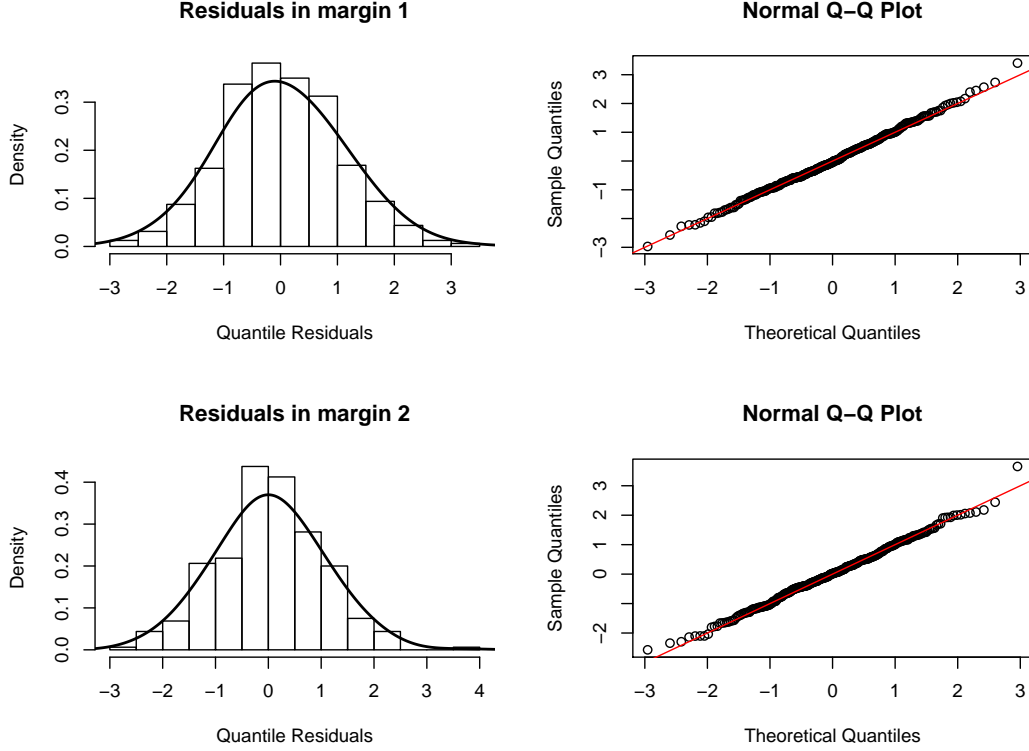 Residuals in margin 1
Density
0.0 0.1 0.2 0.3
−3 −2 −1 0 1 2 3
Quantile Residuals
Normal Q−Q Plot
Sample Quantiles
−3 −1 1 2 3
−3 −2 −1 0 1 2 3
Theoretical Quantiles
Residuals in margin 2
Density
0.0 0.1 0.2 0.3 0.4
−3 −2 −1 0 1 2 3 4
Quantile Residuals
Normal Q−Q Plot
Sample Quantiles
−2 0 1 2 3
−3 −2 −1 0 1 2 3
Theoretical Quantiles